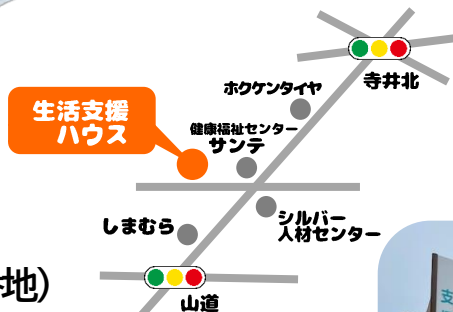 寺井北
ホクケンタイヤ
生活支援
ハウス
健康福祉センター
サンテ
しまむら
シルバー
人材センター
地)
山道
支